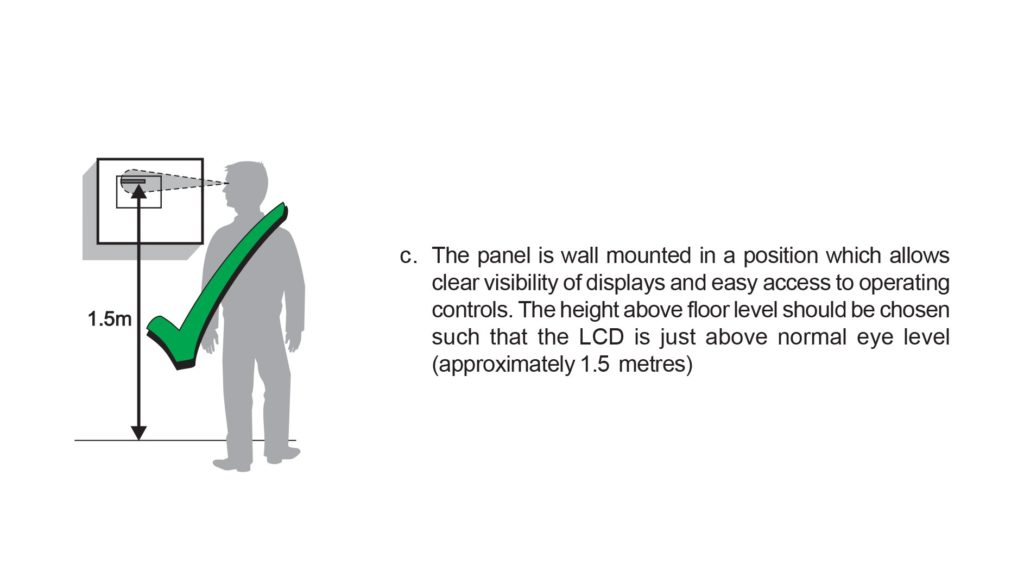 1.5m
c. The panel is wall mounted in a position which allows
clear visibility of displays and easy access to operating
controls. The height above floor level should be chosen
such that the LCD is just above normal eye level
(approximately 1.5 metres)